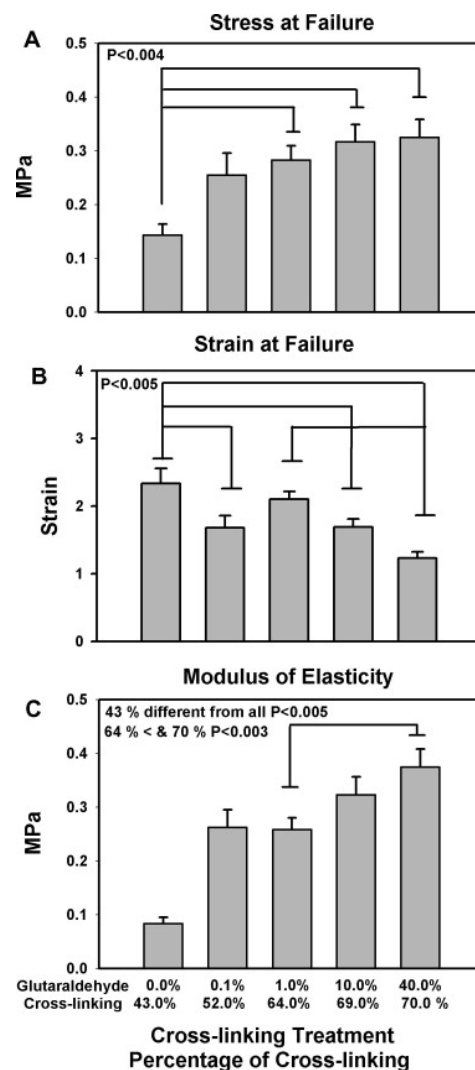 Stress at Failure
A
P<0.004
0.5
0.4
0.3
0.2
0.1
0.0
MPa
Strain at Failure
B
P<0.005
4
3
2
1
0
Strain
Modulus of Elasticity
C
43 % different from all P<0.005
64 % < & 70 % P<0.003
0.5
0.4
0.3
0.2
0.1
0.0
MPa
Glutaraldehyde 0.0% 0.1% 1.0% 10.0% 40.0%
Cross-linking 43.0% 52.0% 64.0% 69.0% 70.0 %
Cross-linking Treatment
Percentage of Cross-linking